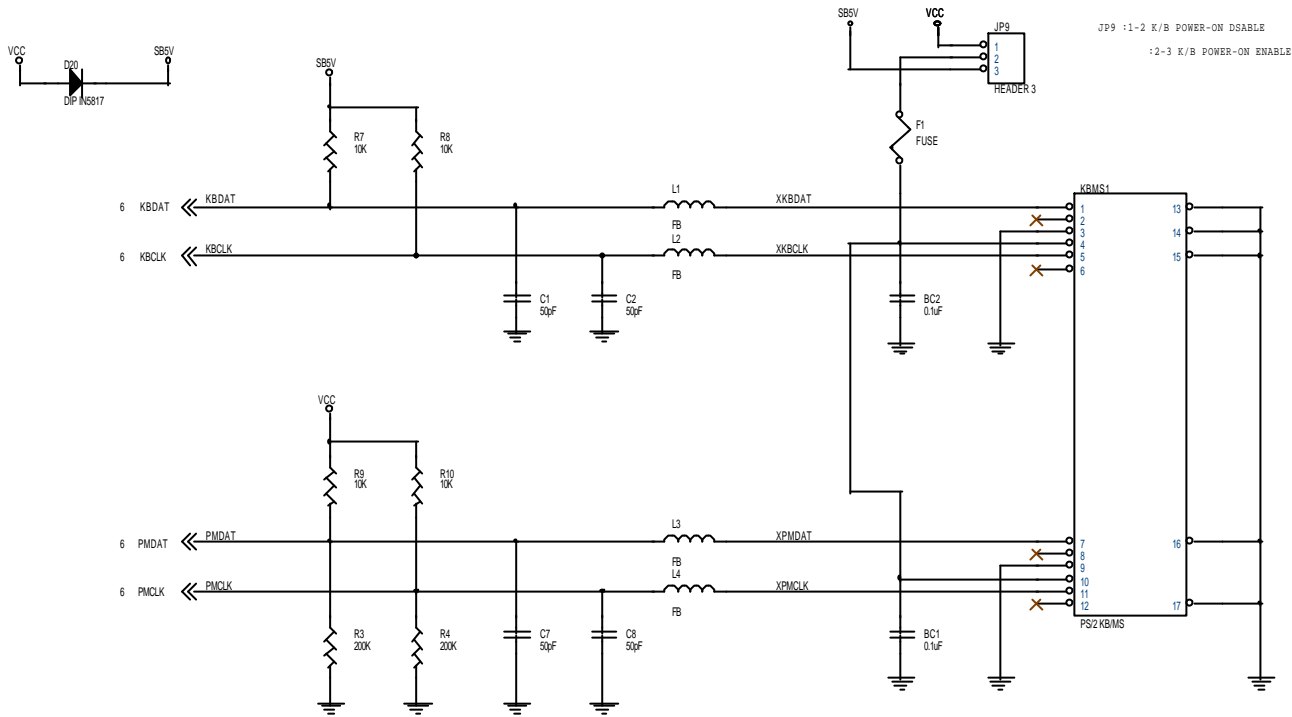 SB5V
VCC
JP9
JP9 :1-2 K/B POWER-ON DSABLE
:2-3 K/B POWER-ON ENABLE
1
2
3
HEADER 3
VCC
SB5V
D20
DIP IN5817
SB5V
R7
10K
R8
10K
F1
FUSE
6 KBDAT
KBDAT
L1
FB
XKBDAT
6 KBCLK
KBCLK
L2
FB
XKBCLK
KBMS1
1
2
3
4
5
6
13
14
15
C1
50pF
C2
50pF
BC2
0.1uF
VCC
R9
10K
R10
10K
6 PMDAT
PMDAT
L3
FB
XPMDAT
6 PMCLK
PMCLK
L4
FB
XPMCLK
7
8
9
10
11
12
16
17
PS/2 KB/MS
R3
200K
R4
200K
C7
50pF
C8
50pF
BC1
0.1uF